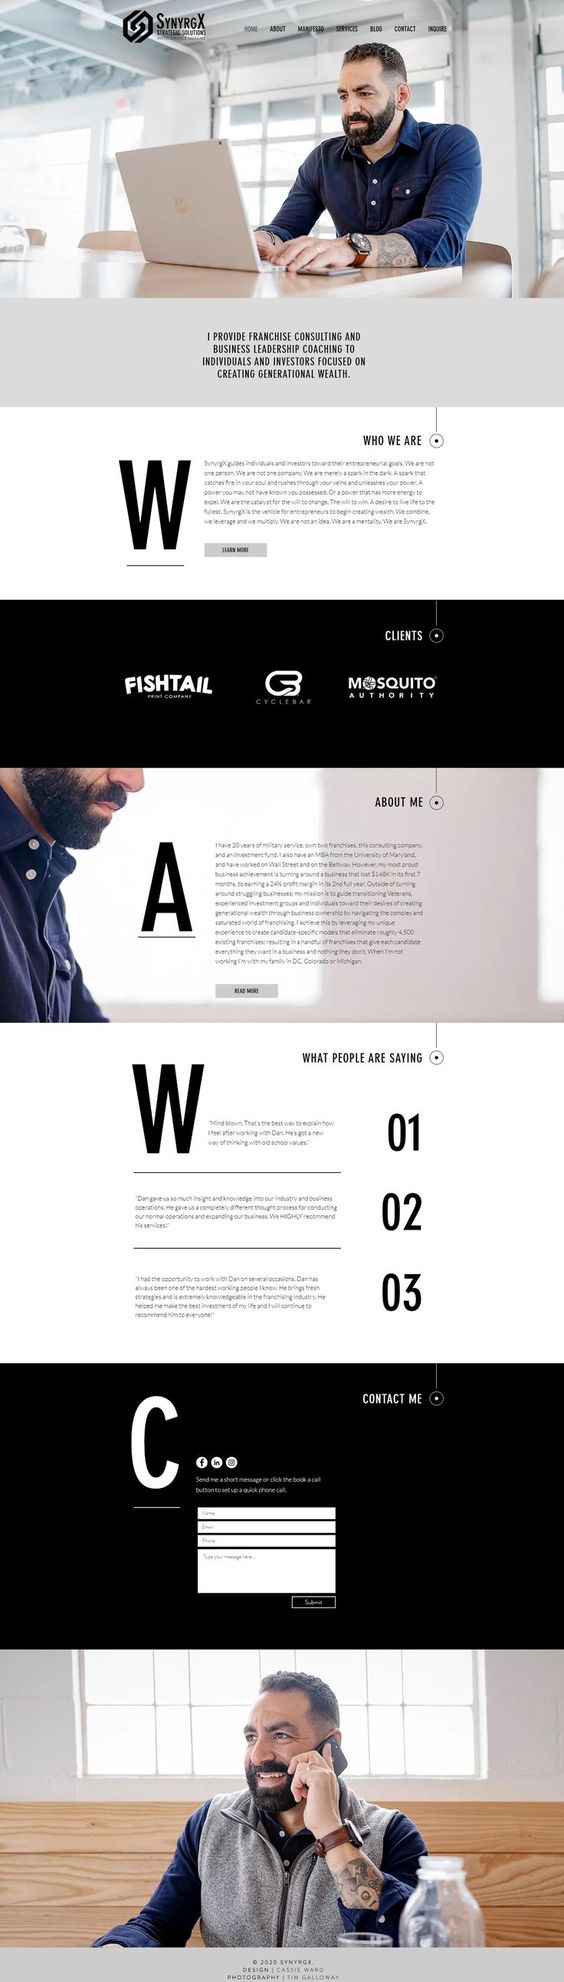 SYNYRGX
STRATEGIC SOLUTIONS
HOME ABOUT MANIFESTO SERVICES BLOG CONTACT INQUIRE
I PROVIDE FRANCHISE CONSULTING AND
BUSINESS LEADERSHIP COACHING TO
INDIVIDUALS AND INVESTORS FOCUSED ON
CREATING GENERATIONAL WEALTH.
WHO WE ARE
W
SynyrgX guides individuals and investors toward their entrepreneurial goals. We are not
one person. We are not one company. We are merely a spark in the dark. A spark that
catches fire in your soul and rushes through your veins and unleashes your power. A
power you may not have known you possessed. Or a power that has more energy to
expel. We are the catalyst for the will to change. The will to win. A desire to live life to the
fullest. SynyrgX is the vehicle for entrepreneurs to begin creating wealth. We combine,
we leverage and we multiply. We are not an idea. We are a mentality. We are SynyrgX.
LEARN MORE
CLIENTS
FISHTAIL
PRINT COMPANY
CYCLEBAR
MOSQUITO
AUTHORITY
ABOUT ME
A
I have 20 years of military service, own two franchises, this consulting company,
and an investment fund. I also have an MBA from the University of Maryland,
and have worked on Wall Street and on the Beltway. However, my most proud
business achievement is turning around a business that lost $148K in its first 7
months, to earning a 24% profit margin in its 2nd full year. Outside of turning
around struggling businesses; my mission is to guide transitioning Veterans,
experienced Investment groups and Individuals toward their desires of creating
generational wealth through business ownership by navigating the complex and
saturated world of franchising. I achieve this by leveraging my unique
experience to create candidate-specific models that eliminate roughly 4,500
existing franchises; resulting in a handful of franchises that give each candidate
everything they want in a business and nothing they don't. When I'm not
working I'm with my family in DC, Colorado or Michigan.
READ MORE
WHAT PEOPLE ARE SAYING
W
"Mind blown. That's the best way to explain how
I feel after working with Dan. He's got a new
way of thinking with old school values."
01
"Dan gave us so much insight and knowledge into our industry and business
operations. He gave us a completely different thought process for conducting
our normal operations and expanding our business. We HIGHLY recommend
his services!"
02
"I had the opportunity to work with Dan on several occasions. Dan has
always been one of the hardest working people I know. He brings fresh
strategies and is extremely knowledgeable in the franchising industry. He
helped me make the best investment of my life and I will continue to
recommend him to everyone!"
03
CONTACT ME
C
Send me a short message or click the book a call
button to set up a quick phone call.
Name
Email
Phone
Type your message here...
Submit
© 2020 SYNYRGX.
DESIGN | CASSIE WARD
PHOTOGRAPHY | TIM GALLOWAY